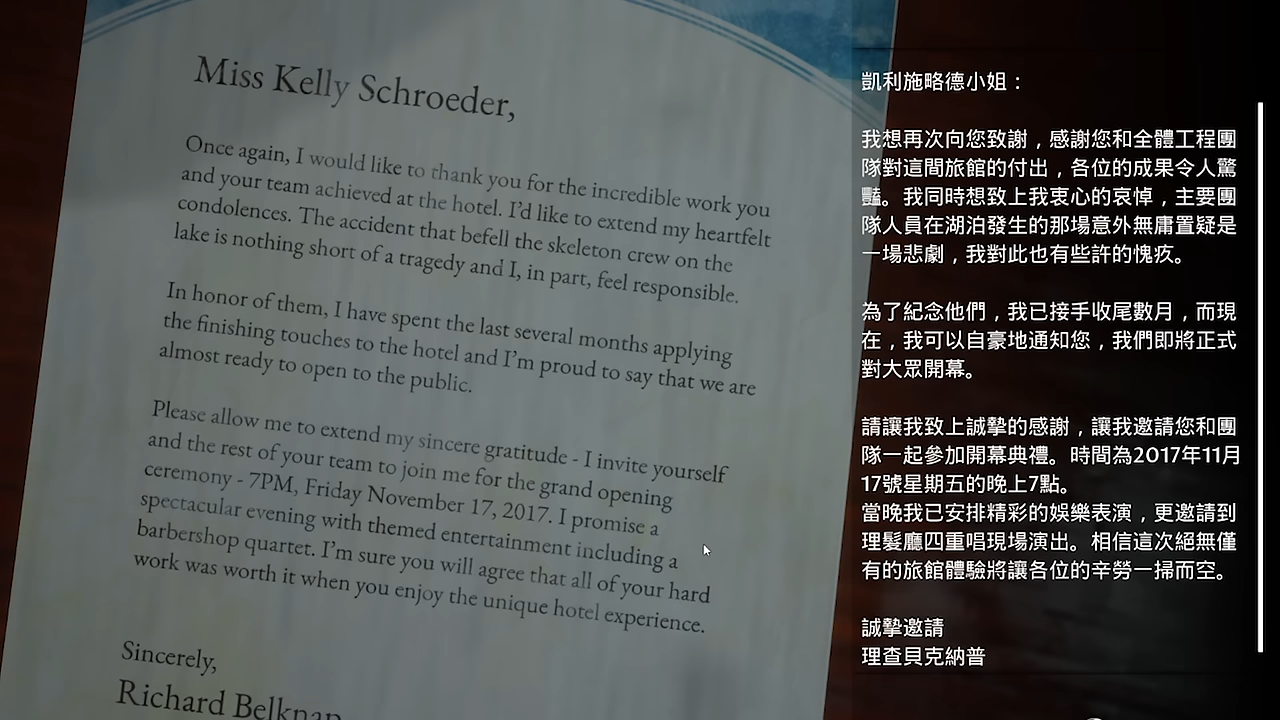 Miss Kelly Schroeder,
Once again, I would like to thank you for the incredible work you
and your team achieved at the hotel. I'd like to extend my heartfelt
condolences. The accident that befell the skeleton crew on the
lake is nothing short of a tragedy and I, in part, feel responsible.
In honor of them, I have spent the last several months applying
the finishing touches to the hotel and I'm proud to say that we are
almost ready to open to the public.
Please allow me to extend my sincere gratitude - I invite yourself
and the rest of your team to join me for the grand opening
ceremony - 7PM, Friday November 17, 2017. I promise a
spectacular evening with themed entertainment including a
barbershop quartet. I'm sure you will agree that all of your hard
work was worth it when you enjoy the unique hotel experience.
Sincerely,
Richard Belknap
凱利施略德小姐：
我想再次向您致謝，感謝您和全體工程團
隊對這間旅館的付出，各位的成果令人驚
豔。我同時想致上我衷心的哀悼，主要團
隊人員在湖泊發生的那場意外無庸置疑是
一場悲劇，我對此也有些許的愧疚。
為了紀念他們，我已接手收尾數月，而現
在，我可以自豪地通知您，我們即將正式
對大眾開幕。
請讓我致上誠摯的感謝，讓我邀請您和團
隊一起參加開幕典禮。時間為2017年11月
17號星期五的晚上7點。
當晚我已安排精彩的娛樂表演，更邀請到
理髮廳四重唱現場演出。相信這次絕無僅
有的旅館體驗將讓各位的辛勞一掃而空。
誠摯邀請
理查貝克納普